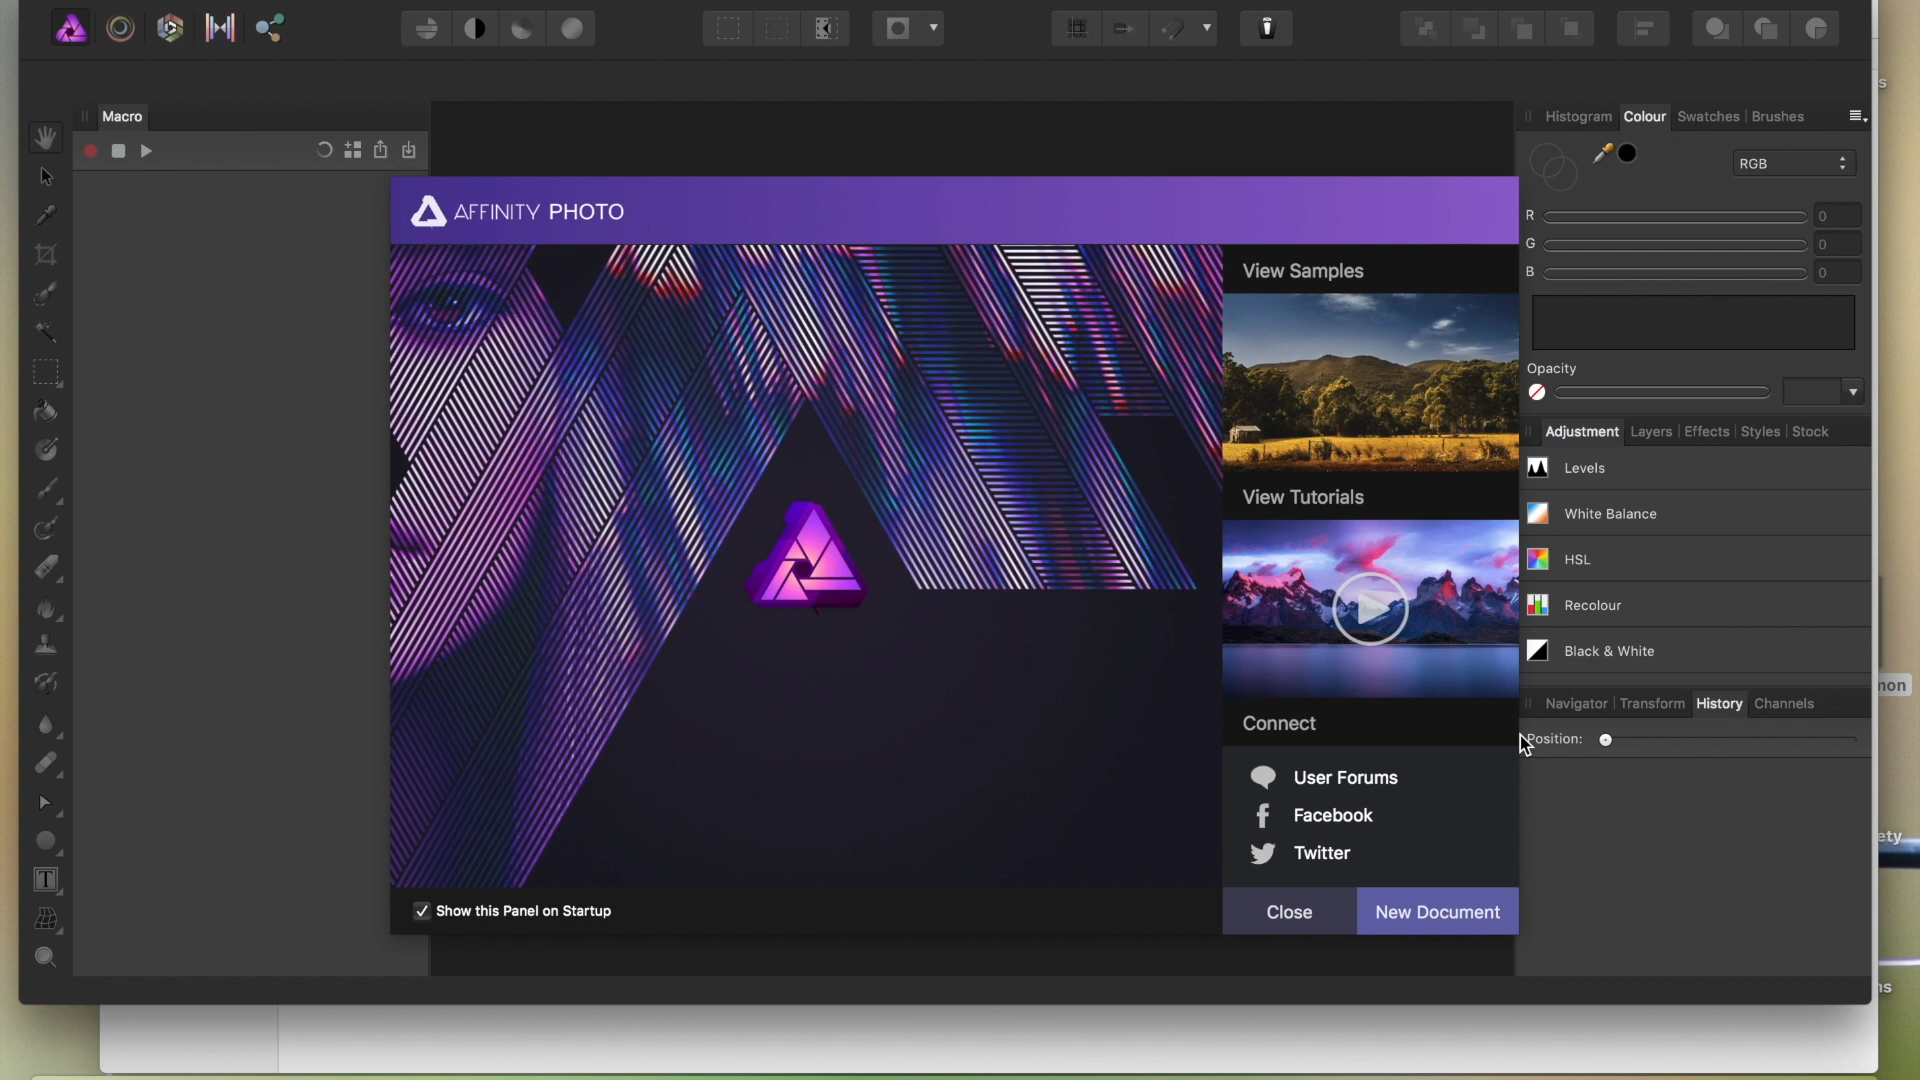 Macro
Histogram
Colour
Swatches
Brushes
RGB
R
0
G
0
B
0
Opacity
AFFINITY PHOTO
View Samples
View Tutorials
Connect
User Forums
Facebook
Twitter
Show this Panel on Startup
Close
New Document
Adjustment
Layers
Effects
Styles
Stock
Levels
White Balance
HSL
Recolour
Black & White
Navigator
Transform
History
Channels
Position:
T